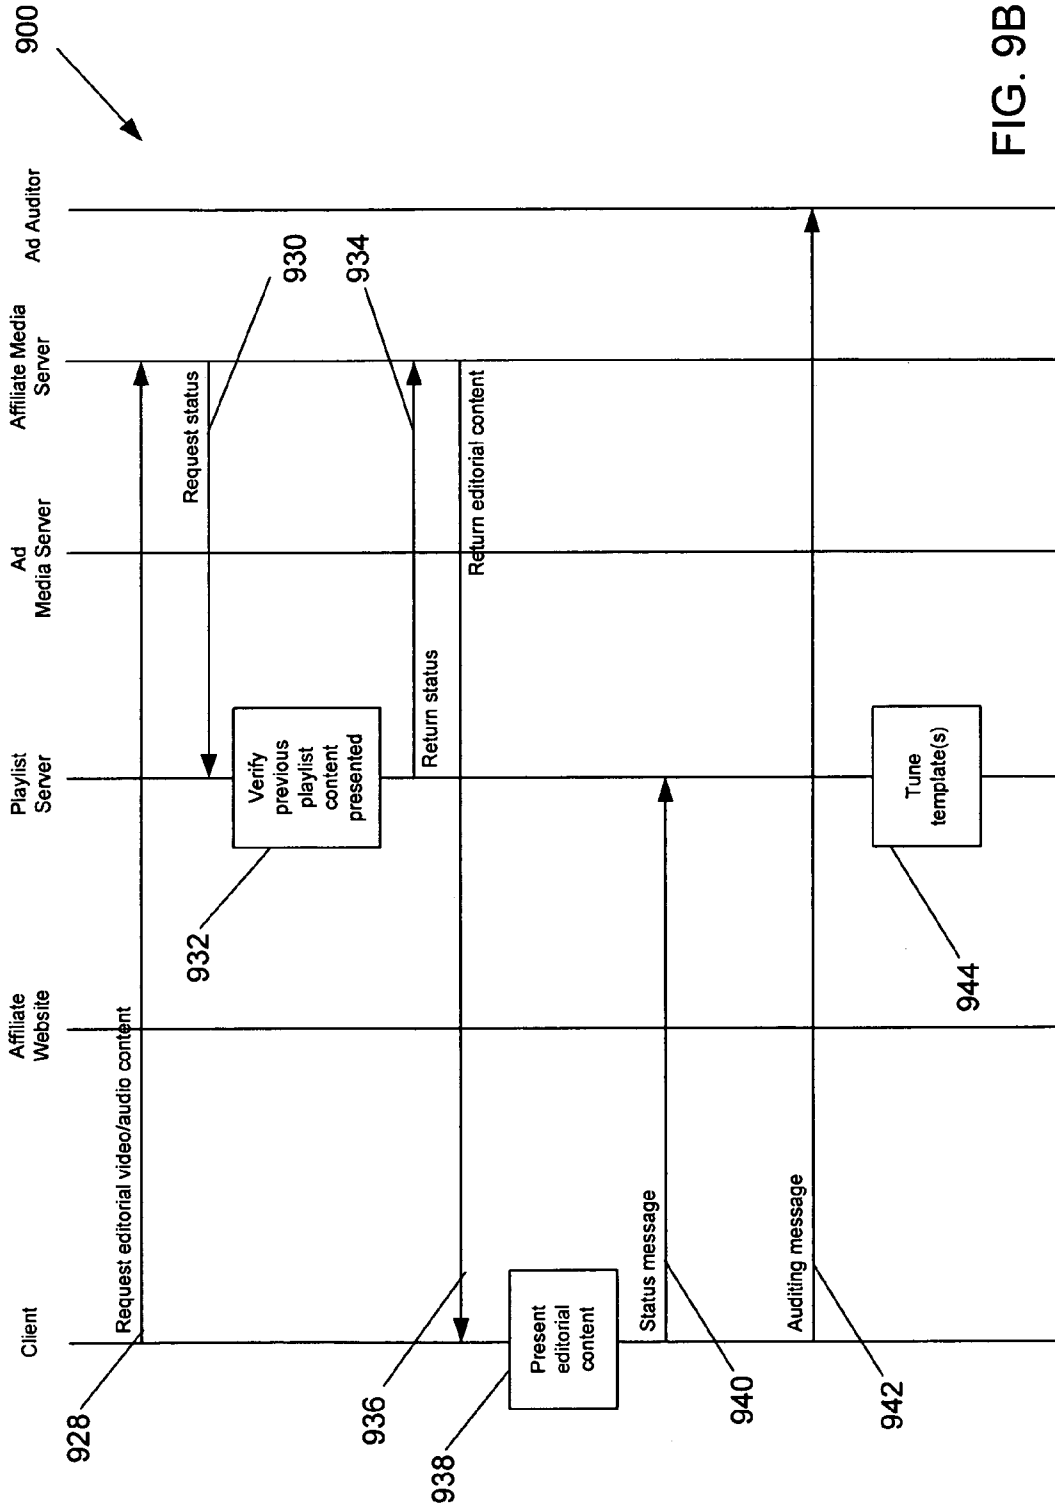 900
Client
Affiliate
Website
Playlist
Server
Ad
Media Server
Affiliate Media
Server
Ad Auditor
928
Request editorial video/audio content
Request status
930
932
Verify
previous
playlist
content
presented
934
Return status
936
Return editorial content
938
Present
editorial
content
Status message
940
Auditing message
942
Tune
template(s)
944
FIG. 9B